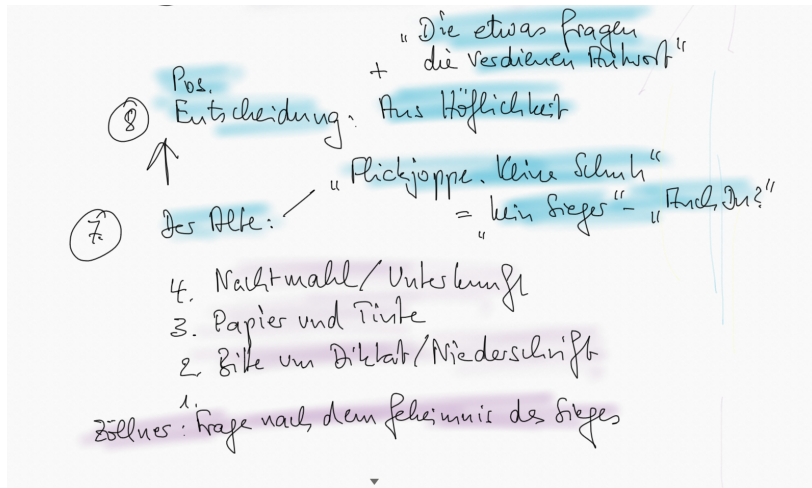 "Die etwas fragen
+ die verdienen Antwort"
Pos.
⑧ Entscheidung: Aus Höflichkeit
↑ "Flickjoppe. Keine Schuh"
⑦ Der Alte: = "kein Sieger" – "Auch Du?"
4. Nachtmahl/Unterkunft
3. Papier und Tinte
2. Bitte um Diktat/Niederschrift
1.
Zöllner: Frage nach dem Geheimnis des Sieges